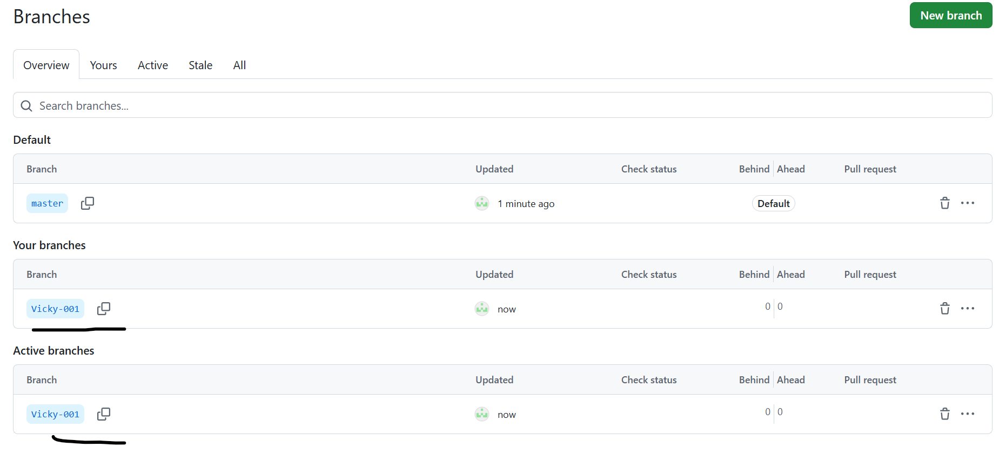 Branches
New branch
Overview Yours Active Stale All
Search branches...
Default
Branch Updated Check status Behind Ahead Pull request
master 1 minute ago Default
Your branches
Branch Updated Check status Behind Ahead Pull request
Vicky-001 now 0 0
Active branches
Branch Updated Check status Behind Ahead Pull request
Vicky-001 now 0 0